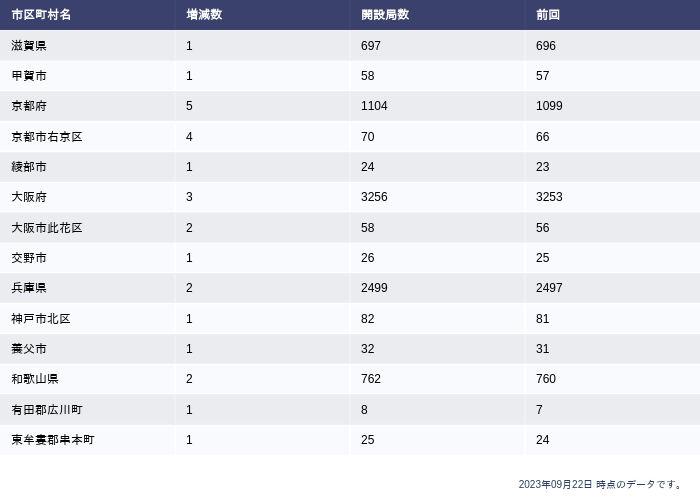 市区町村名 増減数 開設局数 前回
滋賀県 1 697 696
甲賀市 1 58 57
京都府 5 1104 1099
京都市右京区 4 70 66
綾部市 1 24 23
大阪府 3 3256 3253
大阪市此花区 2 58 56
交野市 1 26 25
兵庫県 2 2499 2497
神戸市北区 1 82 81
養父市 1 32 31
和歌山県 2 762 760
有田郡広川町 1 8 7
東牟婁郡串本町 1 25 24
2023年09月22日 時点のデータです。